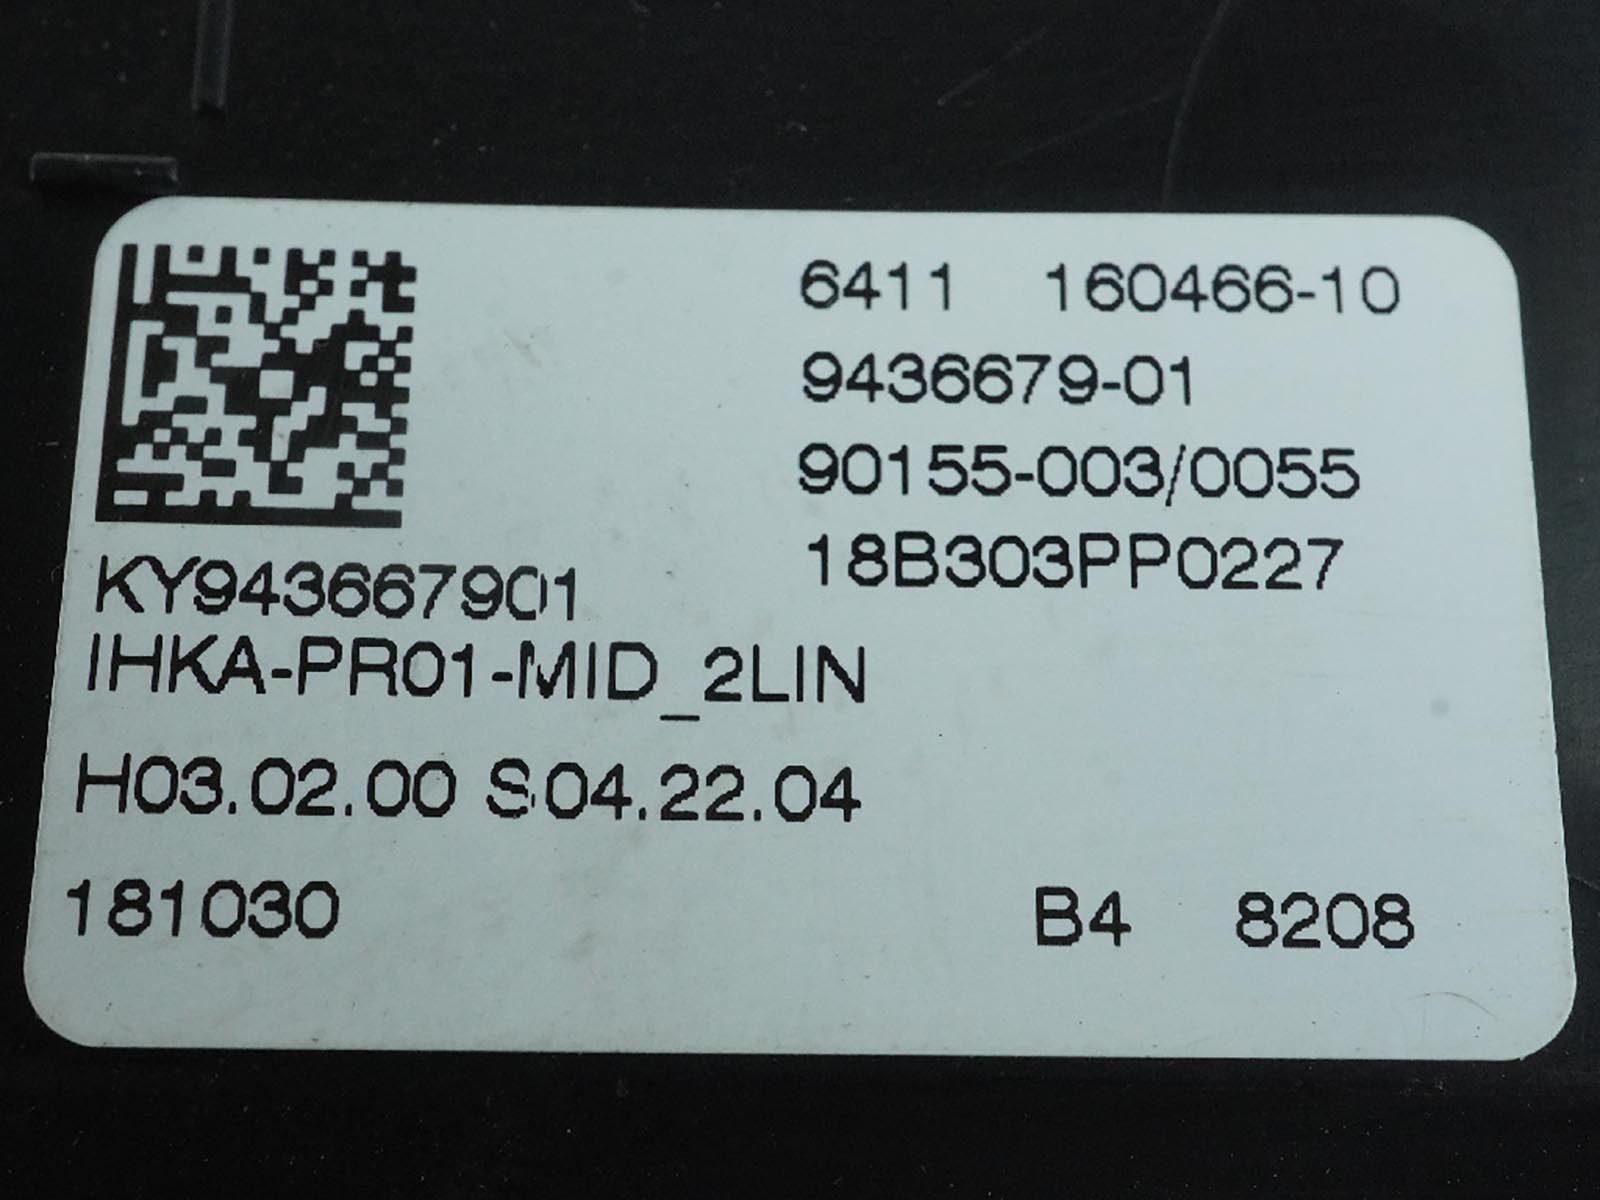 6411 160466-10
9436679-01
90155-003/0055
18B303PP0227
KY943667901
IHKA-PR01-MID_2LIN
H03.02.00 S04.22.04
181030 B4 8208